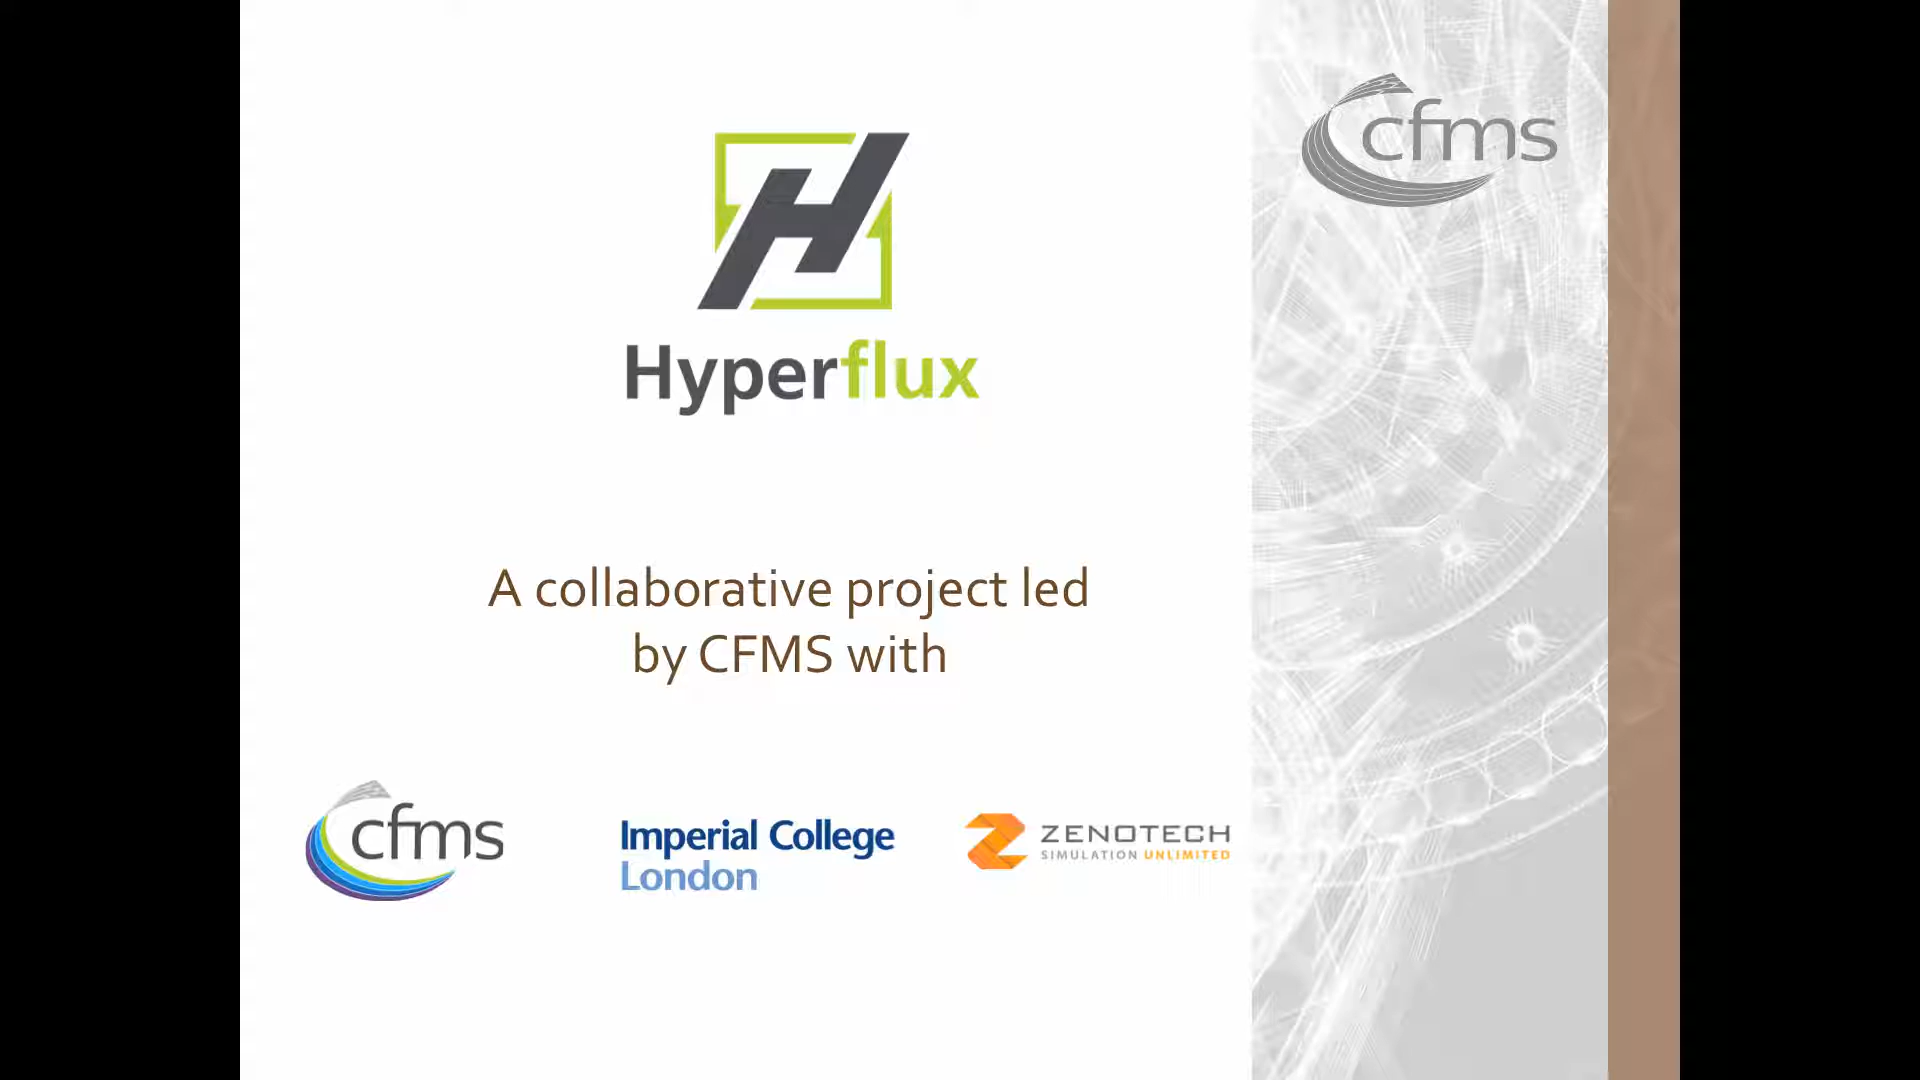 cfms
H
Hyperflux
A collaborative project led
by CFMS with
cfms
Imperial College
London
ZENOTECH
SIMULATION UNLIMITED